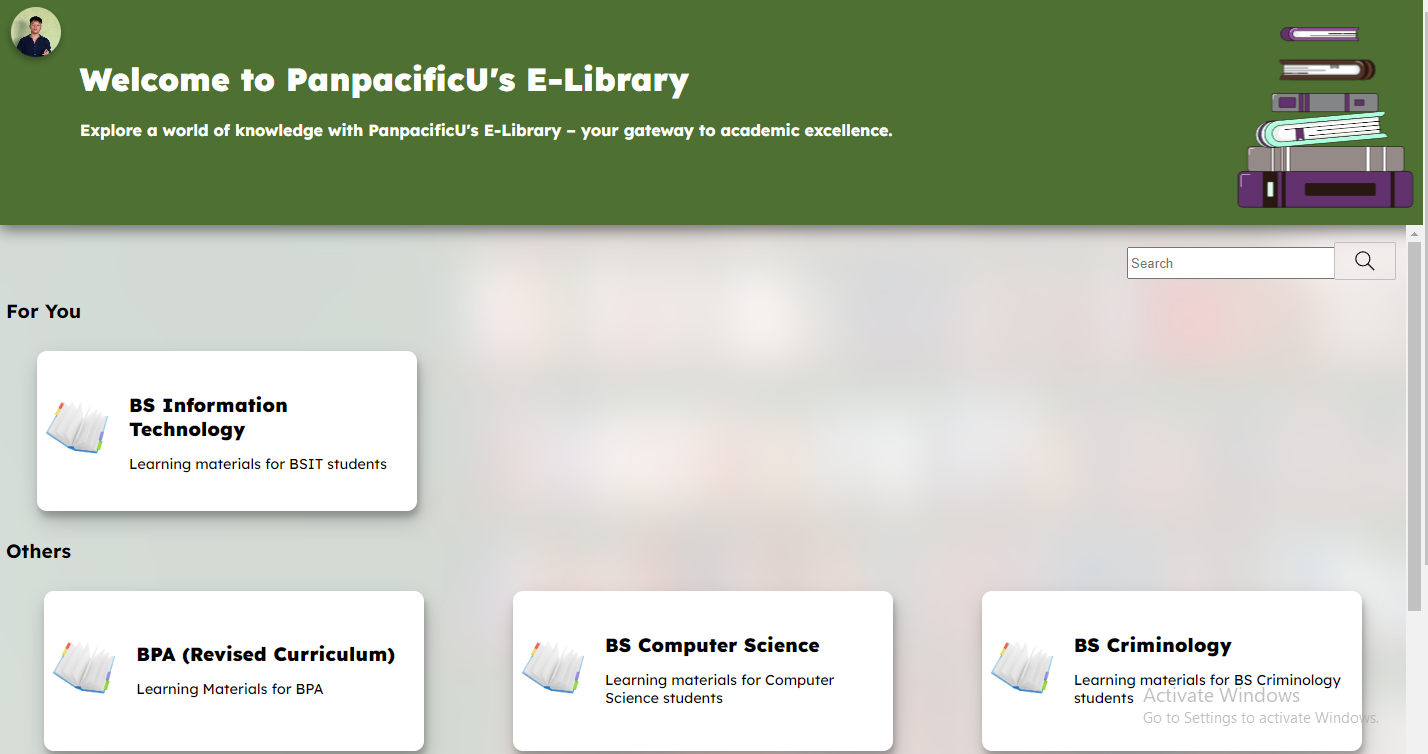 Welcome to PanpacificU's E-Library
Explore a world of knowledge with PanpacificU's E-Library – your gateway to academic excellence.
Search
For You
BS Information
Technology
Learning materials for BSIT students
Others
BPA (Revised Curriculum)
Learning Materials for BPA
BS Computer Science
Learning materials for Computer
Science students
BS Criminology
Learning materials for BS Criminology
students
Activate Windows
Go to Settings to activate Windows.